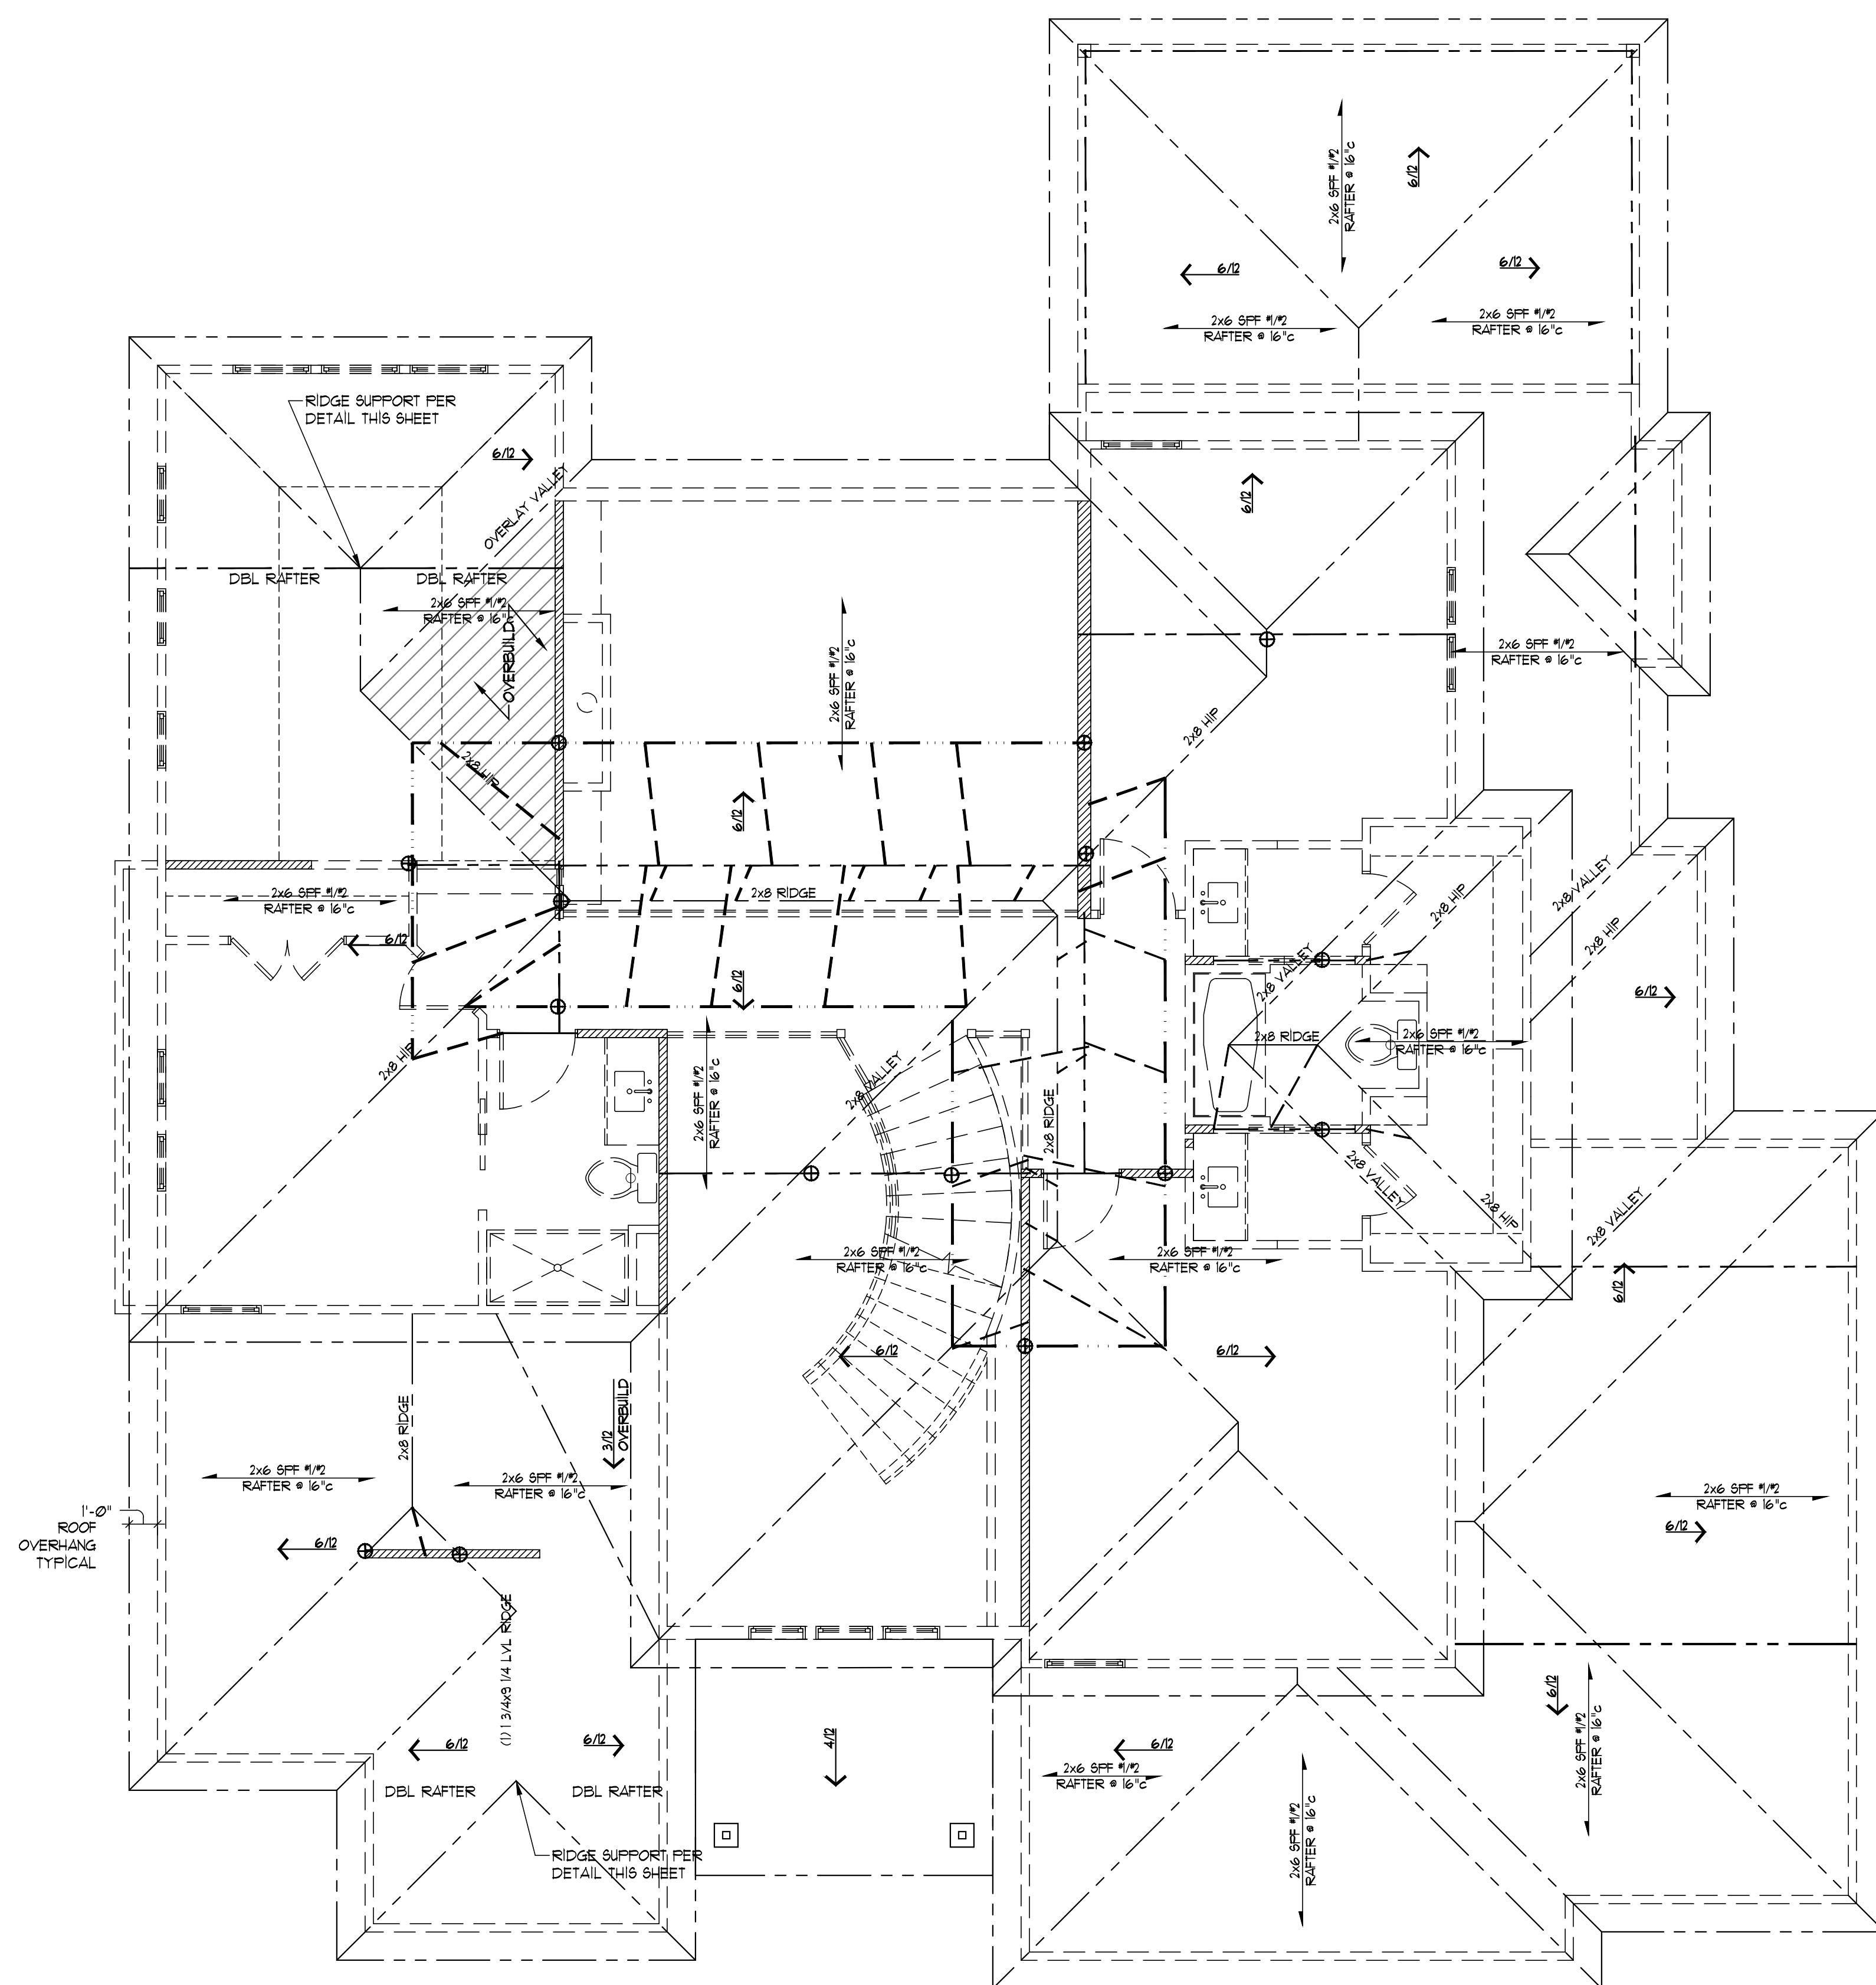 2x6 SPF #1/#2
RAFTER @ 16"c
6/12
6/12
6/12
2x6 SPF #1/#2
RAFTER @ 16"c
2x6 SPF #1/#2
RAFTER @ 16"c
RIDGE SUPPORT PER
DETAIL THIS SHEET
6/12
OVERLAY VALLEY
6/12
DBL RAFTER
DBL RAFTER
2x6 SPF #1/#2
RAFTER @ 16"c
OVERBUILD
2x8 HIP
2x6 SPF #1/#2
RAFTER @ 16"c
2x6 SPF #1/#2
RAFTER @ 16"c
2x8 HIP
6/12
2x8 RIDGE
2x6 SPF #1/#2
RAFTER @ 16"c
6/12
6/12
2x8 HIP
2x8 VALLEY
2x8 HIP
2x8 VALLEY
2x8 HIP
6/12
2x8 RIDGE
2x6 SPF #1/#2
RAFTER @ 16"c
2x6 SPF #1/#2
RAFTER @ 16"c
2x8 VALLEY
2x8 RIDGE
2x8 VALLEY
2x8 HIP
2x8 VALLEY
2x6 SPF #1/#2
RAFTER @ 16"c
2x6 SPF #1/#2
RAFTER @ 16"c
6/12
6/12
6/12
2x8 RIDGE
3/12
OVERBUILD
2x6 SPF #1/#2
RAFTER @ 16"c
2x6 SPF #1/#2
RAFTER @ 16"c
2x6 SPF #1/#2
RAFTER @ 16"c
1'-0"
ROOF
OVERHANG
TYPICAL
6/12
6/12
(1) 1 3/4x9 1/4 LVL RIDGE
6/12
6/12
4/12
6/12
6/12
2x6 SPF #1/#2
RAFTER @ 16"c
2x6 SPF #1/#2
RAFTER @ 16"c
2x6 SPF #1/#2
RAFTER @ 16"c
DBL RAFTER
DBL RAFTER
RIDGE SUPPORT PER
DETAIL THIS SHEET